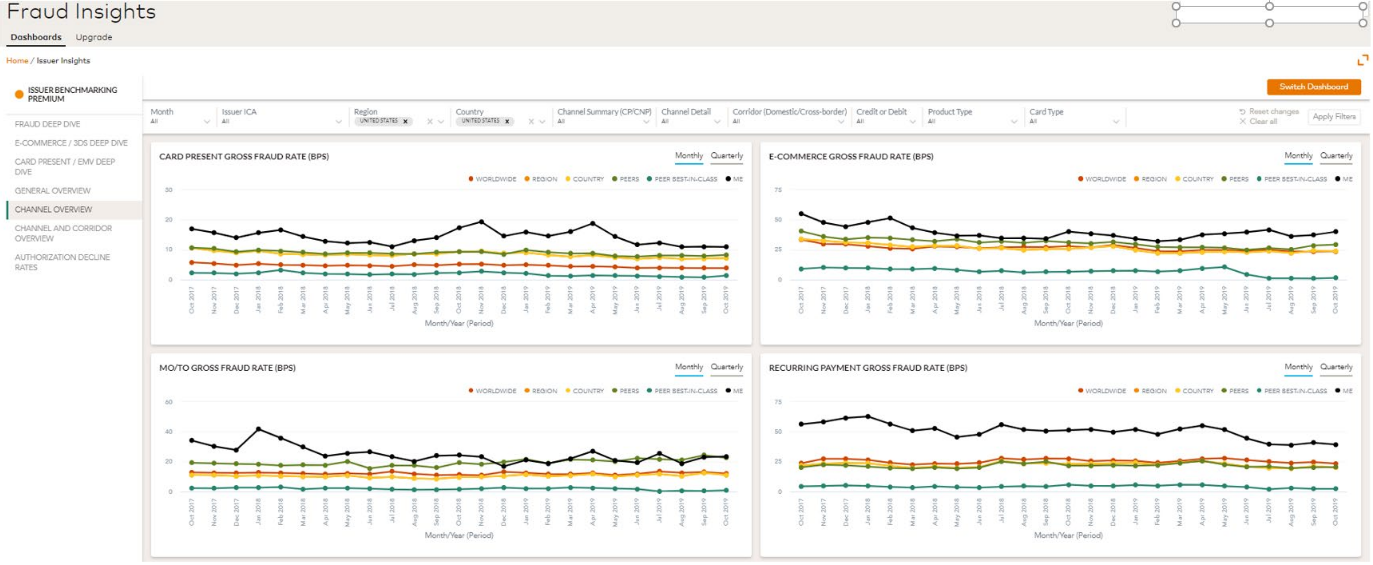 Fraud Insights
Dashboards Upgrade
Home / Issuer Insights
Switch Dashboard
ISSUER BENCHMARKING
PREMIUM
FRAUD DEEP DIVE
E-COMMERCE / 3DS DEEP DIVE
CARD PRESENT / EMV DEEP
DIVE
GENERAL OVERVIEW
CHANNEL OVERVIEW
CHANNEL AND CORRIDOR
OVERVIEW
AUTHORIZATION DECLINE
RATES
Month Issuer ICA Region Country Channel Summary (CP/CNP) Channel Detail Corridor (Domestic/Cross-border) Credit or Debit Product Type Card Type
All All UNITED STATES x X UNITED STATES x X All All All All All All
Reset changes
Clear all
Apply Filters
CARD PRESENT GROSS FRAUD RATE (BPS) Monthly Quarterly
WORLDWIDE REGION COUNTRY PEERS PEER BEST-IN-CLASS ME
30
20
10
0
Oct 2017 Nov 2017 Dec 2017 Jan 2018 Feb 2018 Mar 2018 Apr 2018 May 2018 Jun 2018 Jul 2018 Aug 2018 Sep 2018 Oct 2018 Nov 2018 Dec 2018 Jan 2019 Feb 2019 Mar 2019 Apr 2019 May 2019 Jun 2019 Jul 2019 Aug 2019 Sep 2019 Oct 2019
Month/Year (Period)
E-COMMERCE GROSS FRAUD RATE (BPS) Monthly Quarterly
WORLDWIDE REGION COUNTRY PEERS PEER BEST-IN-CLASS ME
75
50
25
0
Oct 2017 Nov 2017 Dec 2017 Jan 2018 Feb 2018 Mar 2018 Apr 2018 May 2018 Jun 2018 Jul 2018 Aug 2018 Sep 2018 Oct 2018 Nov 2018 Dec 2018 Jan 2019 Feb 2019 Mar 2019 Apr 2019 May 2019 Jun 2019 Jul 2019 Aug 2019 Sep 2019 Oct 2019
Month/Year (Period)
MO/TO GROSS FRAUD RATE (BPS) Monthly Quarterly
WORLDWIDE REGION COUNTRY PEERS PEER BEST-IN-CLASS ME
60
40
20
0
Oct 2017 Nov 2017 Dec 2017 Jan 2018 Feb 2018 Mar 2018 Apr 2018 May 2018 Jun 2018 Jul 2018 Aug 2018 Sep 2018 Oct 2018 Nov 2018 Dec 2018 Jan 2019 Feb 2019 Mar 2019 Apr 2019 May 2019 Jun 2019 Jul 2019 Aug 2019 Sep 2019 Oct 2019
Month/Year (Period)
RECURRING PAYMENT GROSS FRAUD RATE (BPS) Monthly Quarterly
WORLDWIDE REGION COUNTRY PEERS PEER BEST-IN-CLASS ME
75
50
25
0
Oct 2017 Nov 2017 Dec 2017 Jan 2018 Feb 2018 Mar 2018 Apr 2018 May 2018 Jun 2018 Jul 2018 Aug 2018 Sep 2018 Oct 2018 Nov 2018 Dec 2018 Jan 2019 Feb 2019 Mar 2019 Apr 2019 May 2019 Jun 2019 Jul 2019 Aug 2019 Sep 2019 Oct 2019
Month/Year (Period)